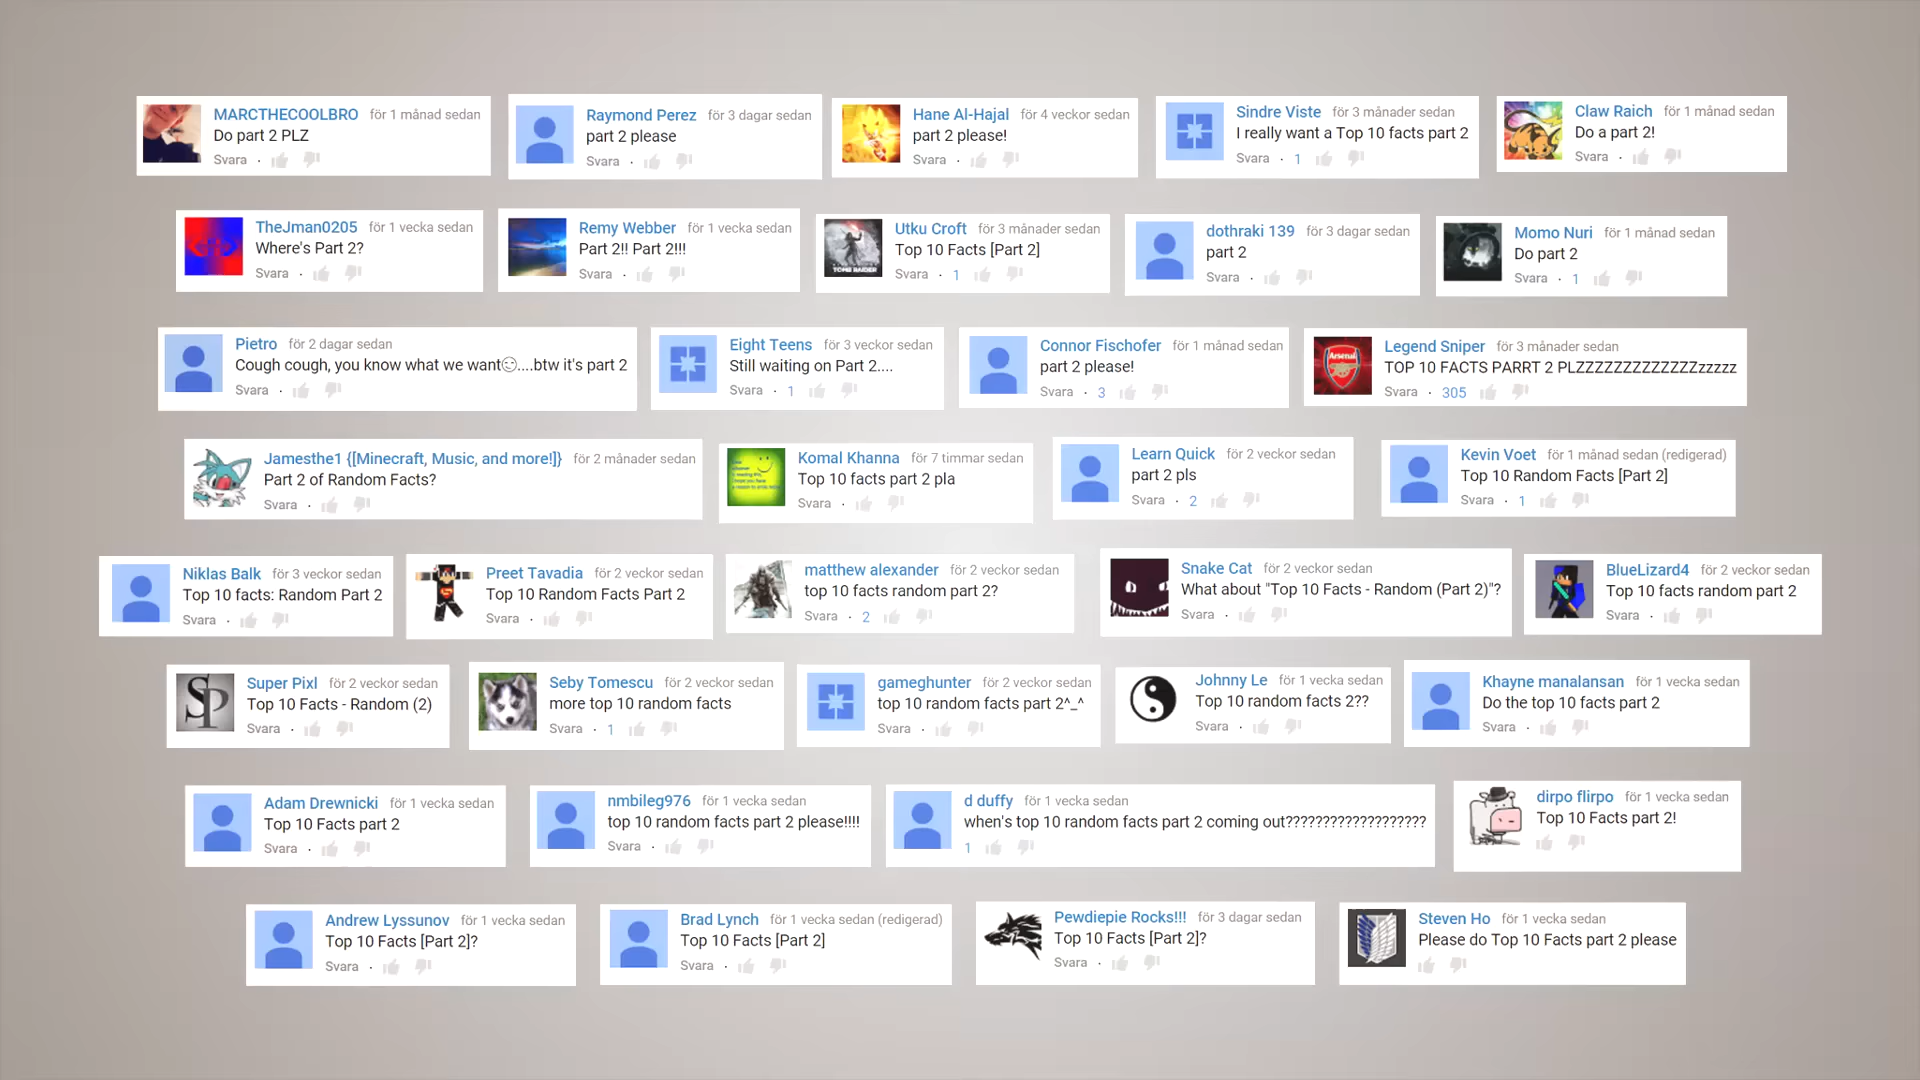 MARCTHECOOLBRO för 1 månad sedan
Do part 2 PLZ
Svara ·
Raymond Perez för 3 dagar sedan
part 2 please
Svara ·
Hane Al-Hajal för 4 veckor sedan
part 2 please!
Svara ·
Sindre Viste för 3 månader sedan
I really want a Top 10 facts part 2
Svara · 1
Claw Raich för 1 månad sedan
Do a part 2!
Svara ·
TheJman0205 för 1 vecka sedan
Where's Part 2?
Svara ·
Remy Webber för 1 vecka sedan
Part 2!! Part 2!!!
Svara ·
TOMB RAIDER
Utku Croft för 3 månader sedan
Top 10 Facts [Part 2]
Svara · 1
dothraki 139 för 3 dagar sedan
part 2
Svara ·
Momo Nuri för 1 månad sedan
Do part 2
Svara · 1
Pietro för 2 dagar sedan
Cough cough, you know what we want😏....btw it's part 2
Svara ·
Eight Teens för 3 veckor sedan
Still waiting on Part 2....
Svara · 1
Connor Fischofer för 1 månad sedan
part 2 please!
Svara · 3
Arsenal
Legend Sniper för 3 månader sedan
TOP 10 FACTS PARRT 2 PLZZZZZZZZZZZZZzzzzz
Svara · 305
Jamesthe1 {[Minecraft, Music, and more!]} för 2 månader sedan
Part 2 of Random Facts?
Svara ·
Komal Khanna för 7 timmar sedan
Top 10 facts part 2 pla
Svara ·
Learn Quick för 2 veckor sedan
part 2 pls
Svara · 2
Kevin Voet för 1 månad sedan (redigerad)
Top 10 Random Facts [Part 2]
Svara · 1
Niklas Balk för 3 veckor sedan
Top 10 facts: Random Part 2
Svara ·
Preet Tavadia för 2 veckor sedan
Top 10 Random Facts Part 2
Svara ·
matthew alexander för 2 veckor sedan
top 10 facts random part 2?
Svara · 2
Snake Cat för 2 veckor sedan
What about "Top 10 Facts - Random (Part 2)"?
Svara ·
BlueLizard4 för 2 veckor sedan
Top 10 facts random part 2
Svara ·
SP
Super Pixl för 2 veckor sedan
Top 10 Facts - Random (2)
Svara ·
Seby Tomescu för 2 veckor sedan
more top 10 random facts
Svara · 1
gameghunter för 2 veckor sedan
top 10 random facts part 2^_^
Svara ·
Johnny Le för 1 vecka sedan
Top 10 random facts 2??
Svara ·
Khayne manalansan för 1 vecka sedan
Do the top 10 facts part 2
Svara ·
Adam Drewnicki för 1 vecka sedan
Top 10 Facts part 2
Svara ·
nmbileg976 för 1 vecka sedan
top 10 random facts part 2 please!!!!
Svara ·
d duffy för 1 vecka sedan
when's top 10 random facts part 2 coming out???????????????????
1
dirpo flirpo för 1 vecka sedan
Top 10 Facts part 2!
Andrew Lyssunov för 1 vecka sedan
Top 10 Facts [Part 2]?
Svara ·
Brad Lynch för 1 vecka sedan (redigerad)
Top 10 Facts [Part 2]
Svara ·
Pewdiepie Rocks!!! för 3 dagar sedan
Top 10 Facts [Part 2]?
Svara ·
Steven Ho för 1 vecka sedan
Please do Top 10 Facts part 2 please